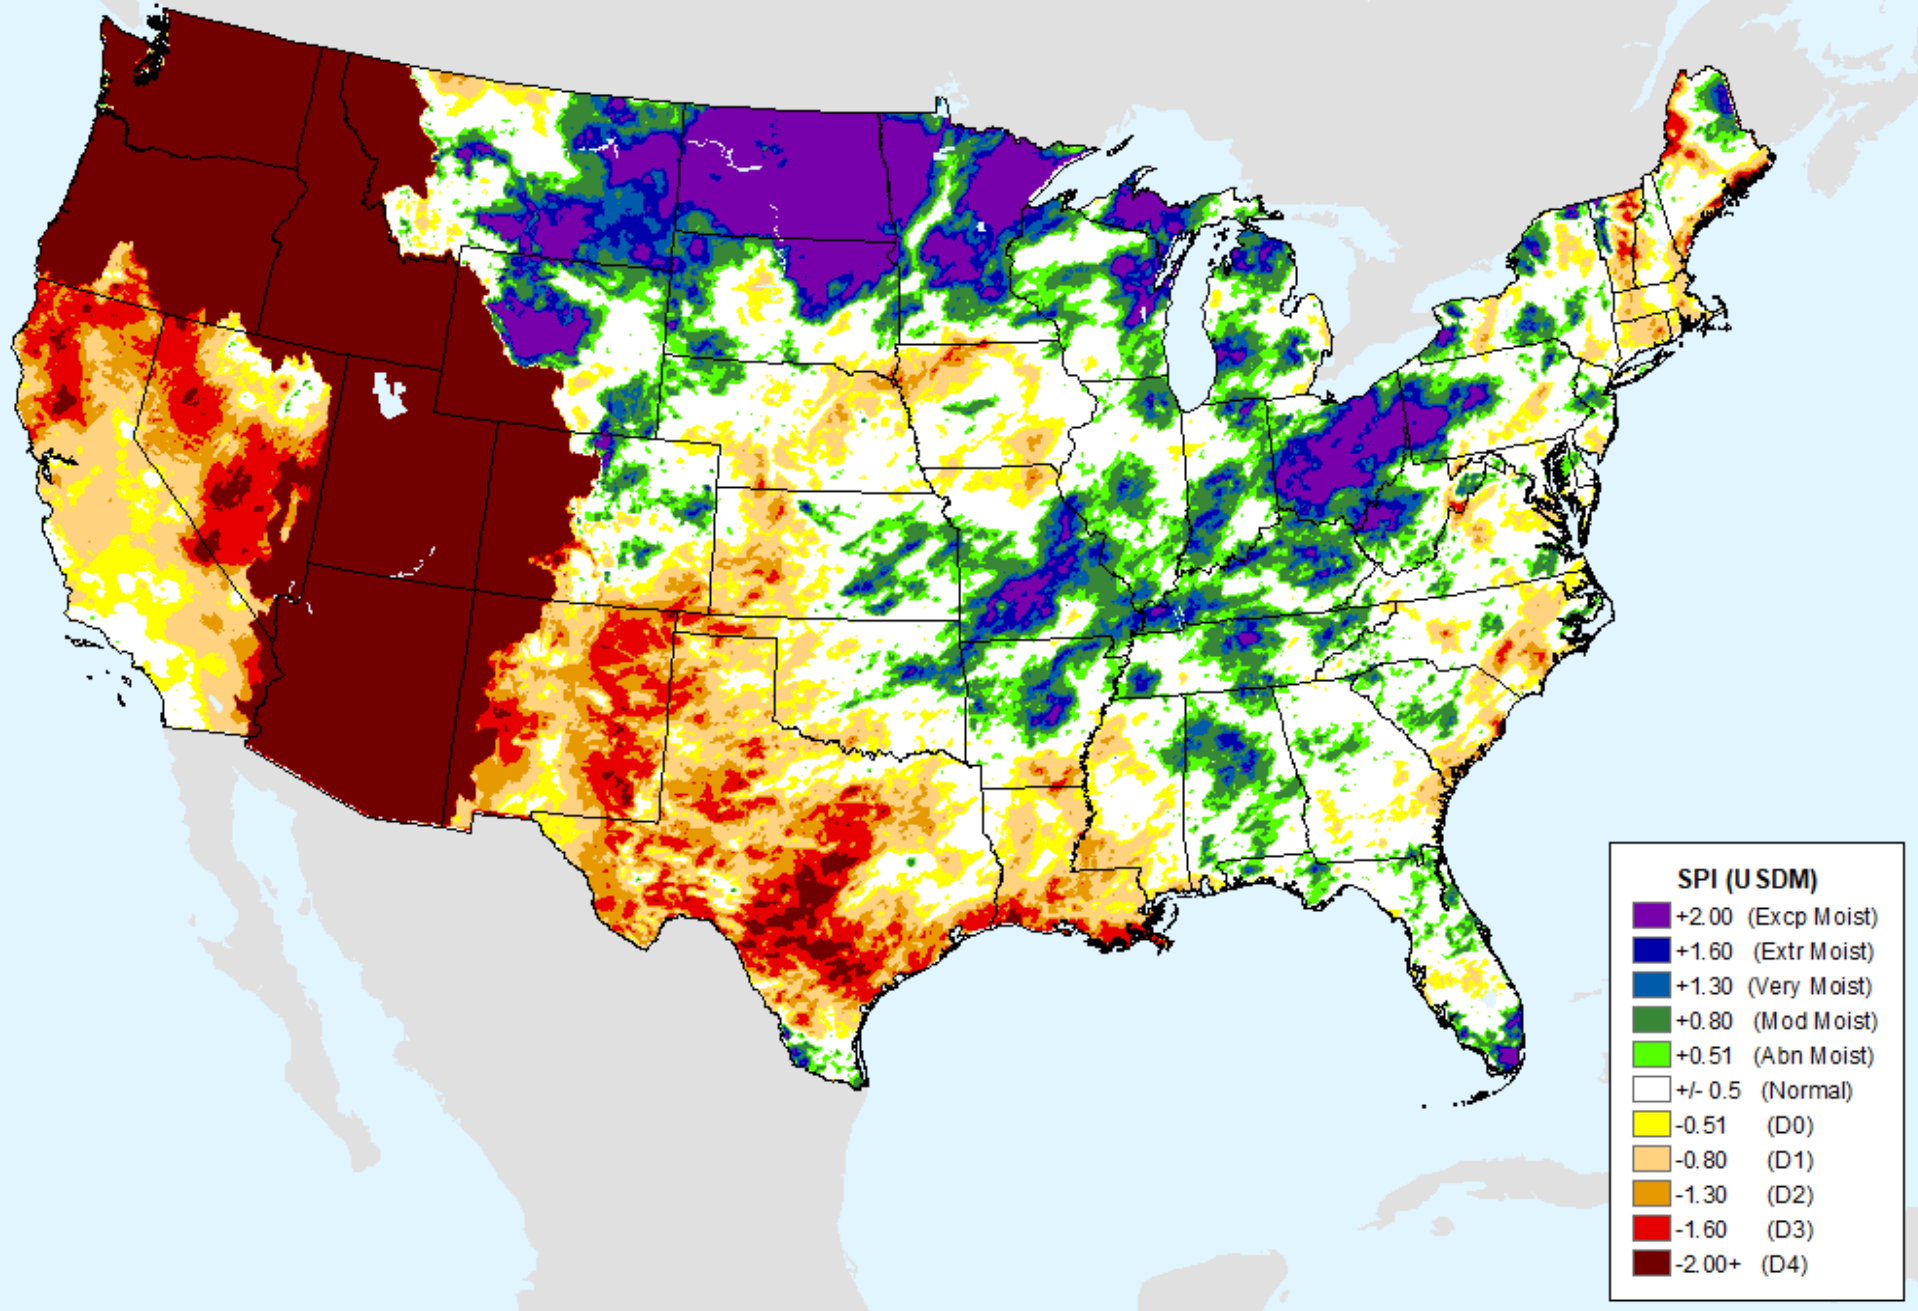 SPI (USDM)
+2.00 (Excp Moist)
+1.60 (Extr Moist)
+1.30 (Very Moist)
+0.80 (Mod Moist)
+0.51 (Abn Moist)
+/- 0.5 (Normal)
-0.51 (D0)
-0.80 (D1)
-1.30 (D2)
-1.60 (D3)
-2.00+ (D4)